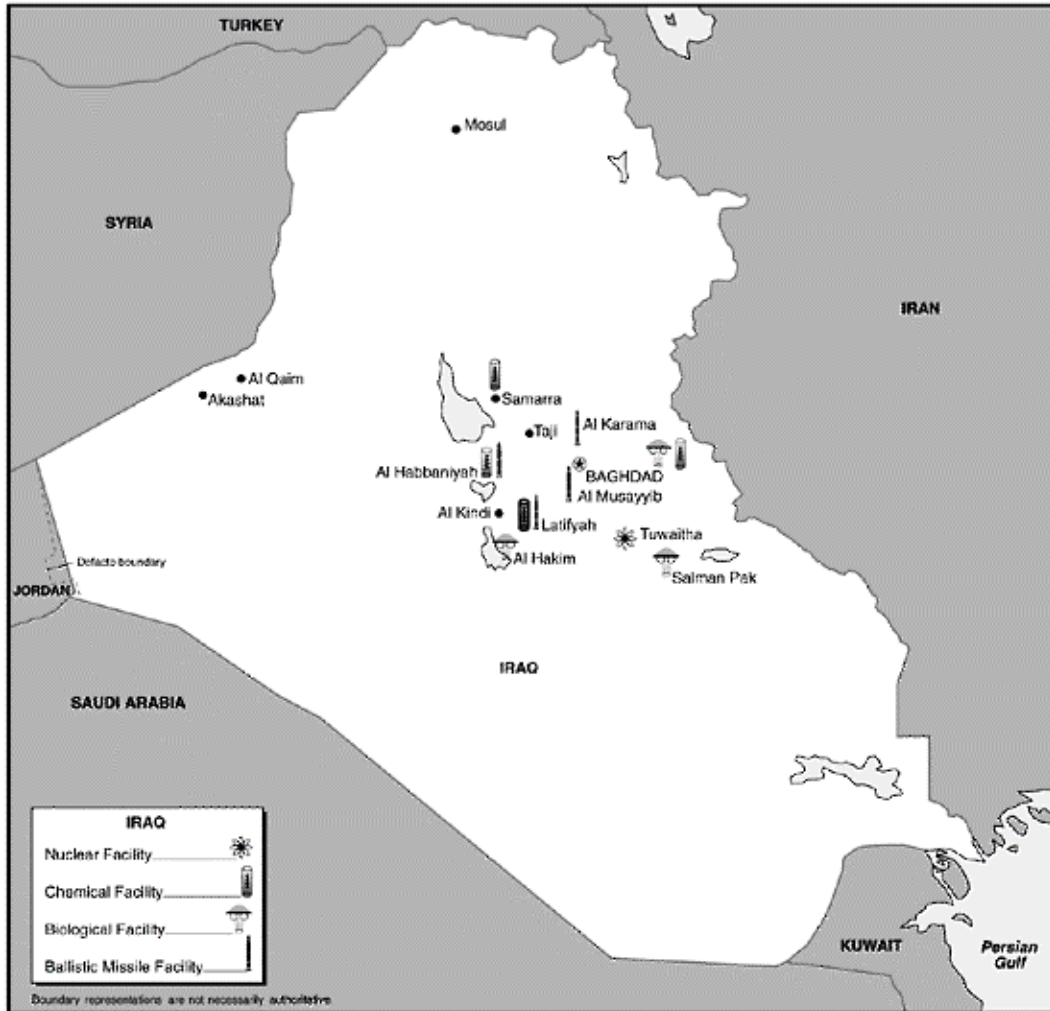 TURKEY
Mosul
SYRIA
IRAN
Al Qaim
Akashat
Samarra
Taji
Al Karama
Al Habbaniyah
BAGHDAD
Al Musayyib
Al Kindi
Latifyah
Tuwaitha
Al Hakim
Salman Pak
Defacto boundary
JORDAN
IRAQ
SAUDI ARABIA
IRAQ
Nuclear Facility
Chemical Facility
Biological Facility
Ballistic Missile Facility
KUWAIT
Persian
Gulf
Boundary representations are not necessarily authoritative